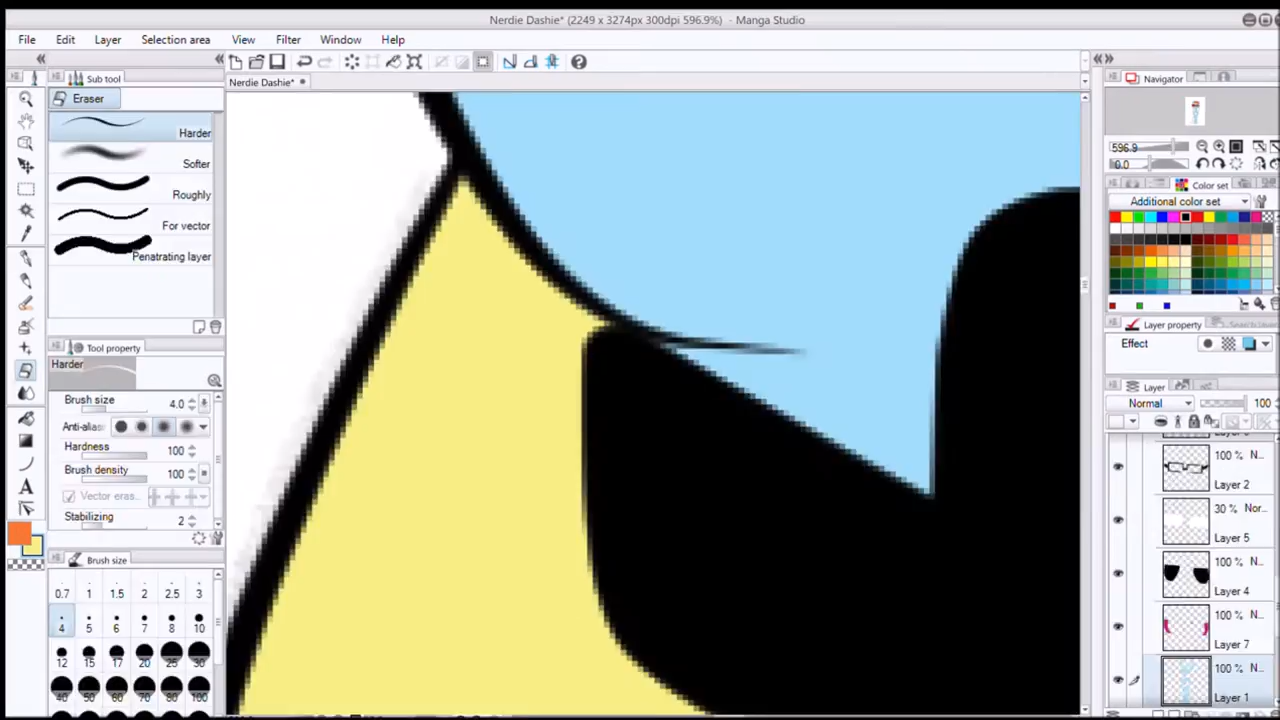 Nerdie Dashie* (2249 x 3274px 300dpi 596.9%) - Manga Studio
File Edit Layer Selection area View Filter Window Help
Sub tool
Nerdie Dashie*
Navigator
Eraser
Harder
Softer
Roughly
For vector
Penatrating layer
596.9
0.0
Color set
Additional color set
Tool property
Harder
Brush size 4.0
Anti-alias
Hardness 100
Brush density 100
Vector eras..
Stabilizing 2
Brush size
0.7 1 1.5 2 2.5 3
4 5 6 7 8 10
12 15 17 20 25 30
40 50 60 70 80 100
Layer property
Effect
Layer
Normal 100
100 % N...
Layer 2
30 % Nor...
Layer 5
100 % N...
Layer 4
100 % N...
Layer 7
100 % N...
Layer 1